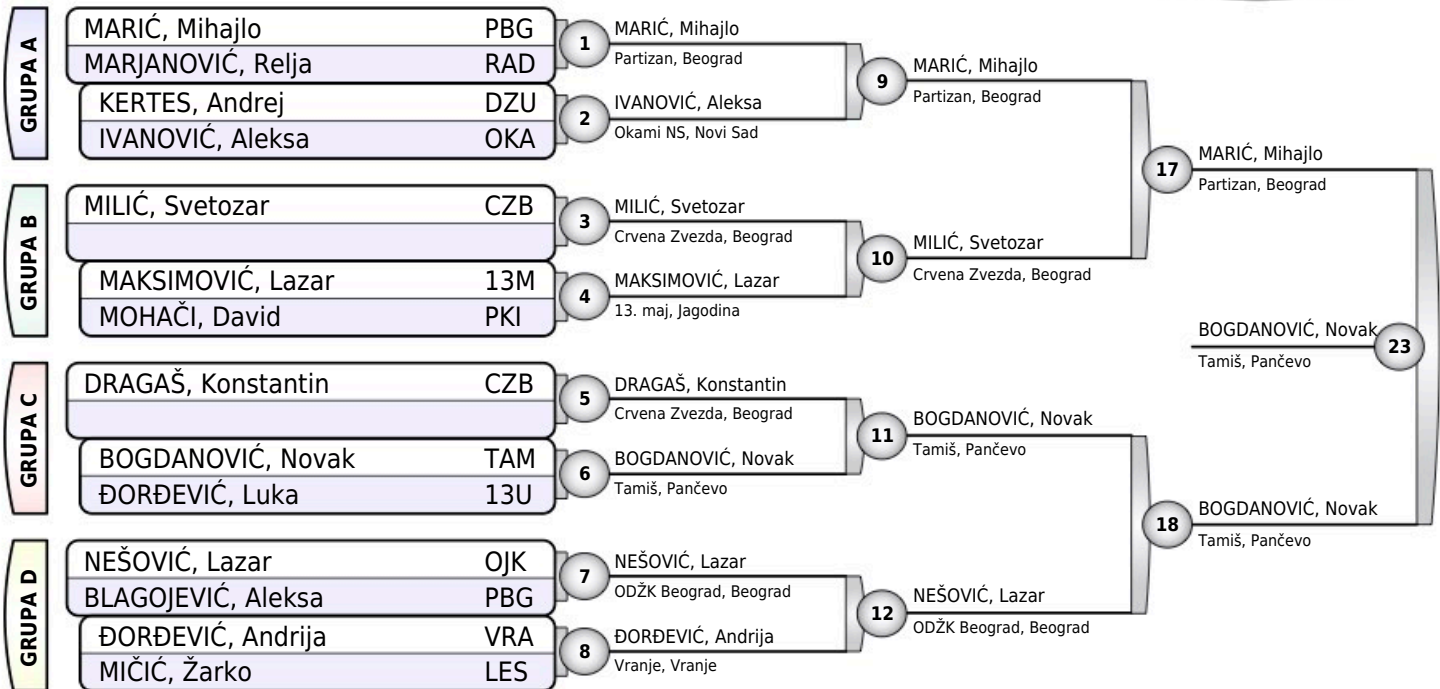 GRUPA A
MARIĆ, Mihajlo PBG
MARJANOVIĆ, Relja RAD
KERTES, Andrej DZU
IVANOVIĆ, Aleksa OKA
GRUPA B
MILIĆ, Svetozar CZB
MAKSIMOVIĆ, Lazar 13M
MOHAČI, David PKI
GRUPA C
DRAGAŠ, Konstantin CZB
BOGDANOVIĆ, Novak TAM
ĐORĐEVIĆ, Luka 13U
GRUPA D
NEŠOVIĆ, Lazar OJK
BLAGOJEVIĆ, Aleksa PBG
ĐORĐEVIĆ, Andrija VRA
MIČIĆ, Žarko LES
1
MARIĆ, Mihajlo
Partizan, Beograd
2
IVANOVIĆ, Aleksa
Okami NS, Novi Sad
3
MILIĆ, Svetozar
Crvena Zvezda, Beograd
4
MAKSIMOVIĆ, Lazar
13. maj, Jagodina
5
DRAGAŠ, Konstantin
Crvena Zvezda, Beograd
6
BOGDANOVIĆ, Novak
Tamiš, Pančevo
7
NEŠOVIĆ, Lazar
ODŽK Beograd, Beograd
8
ĐORĐEVIĆ, Andrija
Vranje, Vranje
9
MARIĆ, Mihajlo
Partizan, Beograd
10
MILIĆ, Svetozar
Crvena Zvezda, Beograd
11
BOGDANOVIĆ, Novak
Tamiš, Pančevo
12
NEŠOVIĆ, Lazar
ODŽK Beograd, Beograd
17
MARIĆ, Mihajlo
Partizan, Beograd
18
BOGDANOVIĆ, Novak
Tamiš, Pančevo
BOGDANOVIĆ, Novak
Tamiš, Pančevo
23